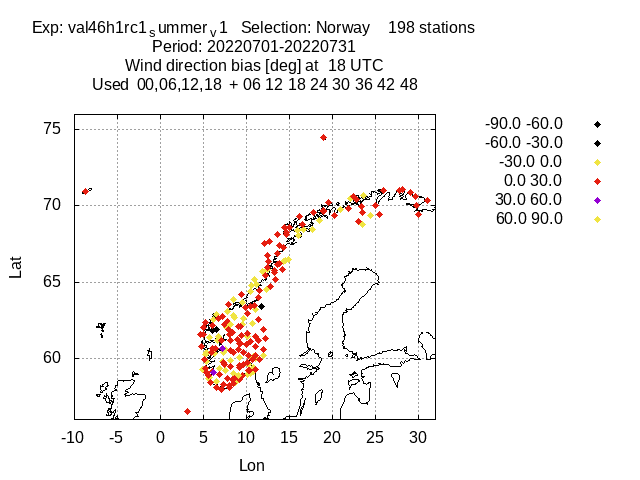 Exp: val46h1rc1 s ummer v 1 Selection: Norway 198 stations
Period: 20220701-20220731
Wind direction bias [deg] at 18 UTC
Used 00,06,12,18 + 06 12 18 24 30 36 42 48
75
70
65
60
Lat
-10 -5 0 5 10 15 20 25 30
Lon
-90.0 -60.0
-60.0 -30.0
-30.0 0.0
0.0 30.0
30.0 60.0
60.0 90.0